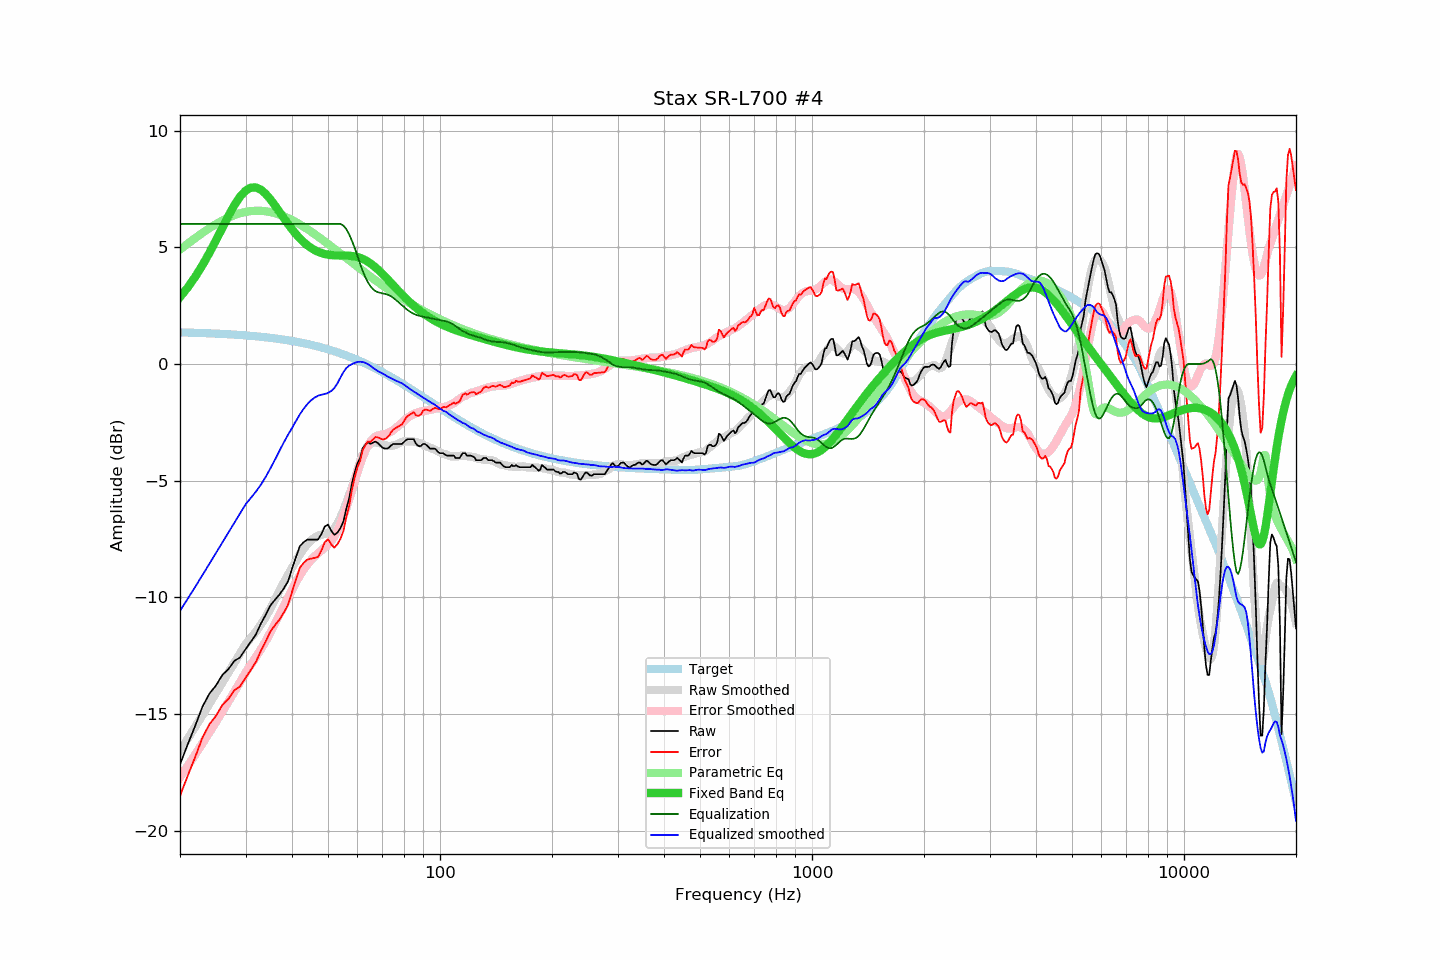 Stax SR-L700 #4
10
5
0
−5
−10
−15
−20
Amplitude (dBr)
100
1000
10000
Frequency (Hz)
Target
Raw Smoothed
Error Smoothed
Raw
Error
Parametric Eq
Fixed Band Eq
Equalization
Equalized smoothed